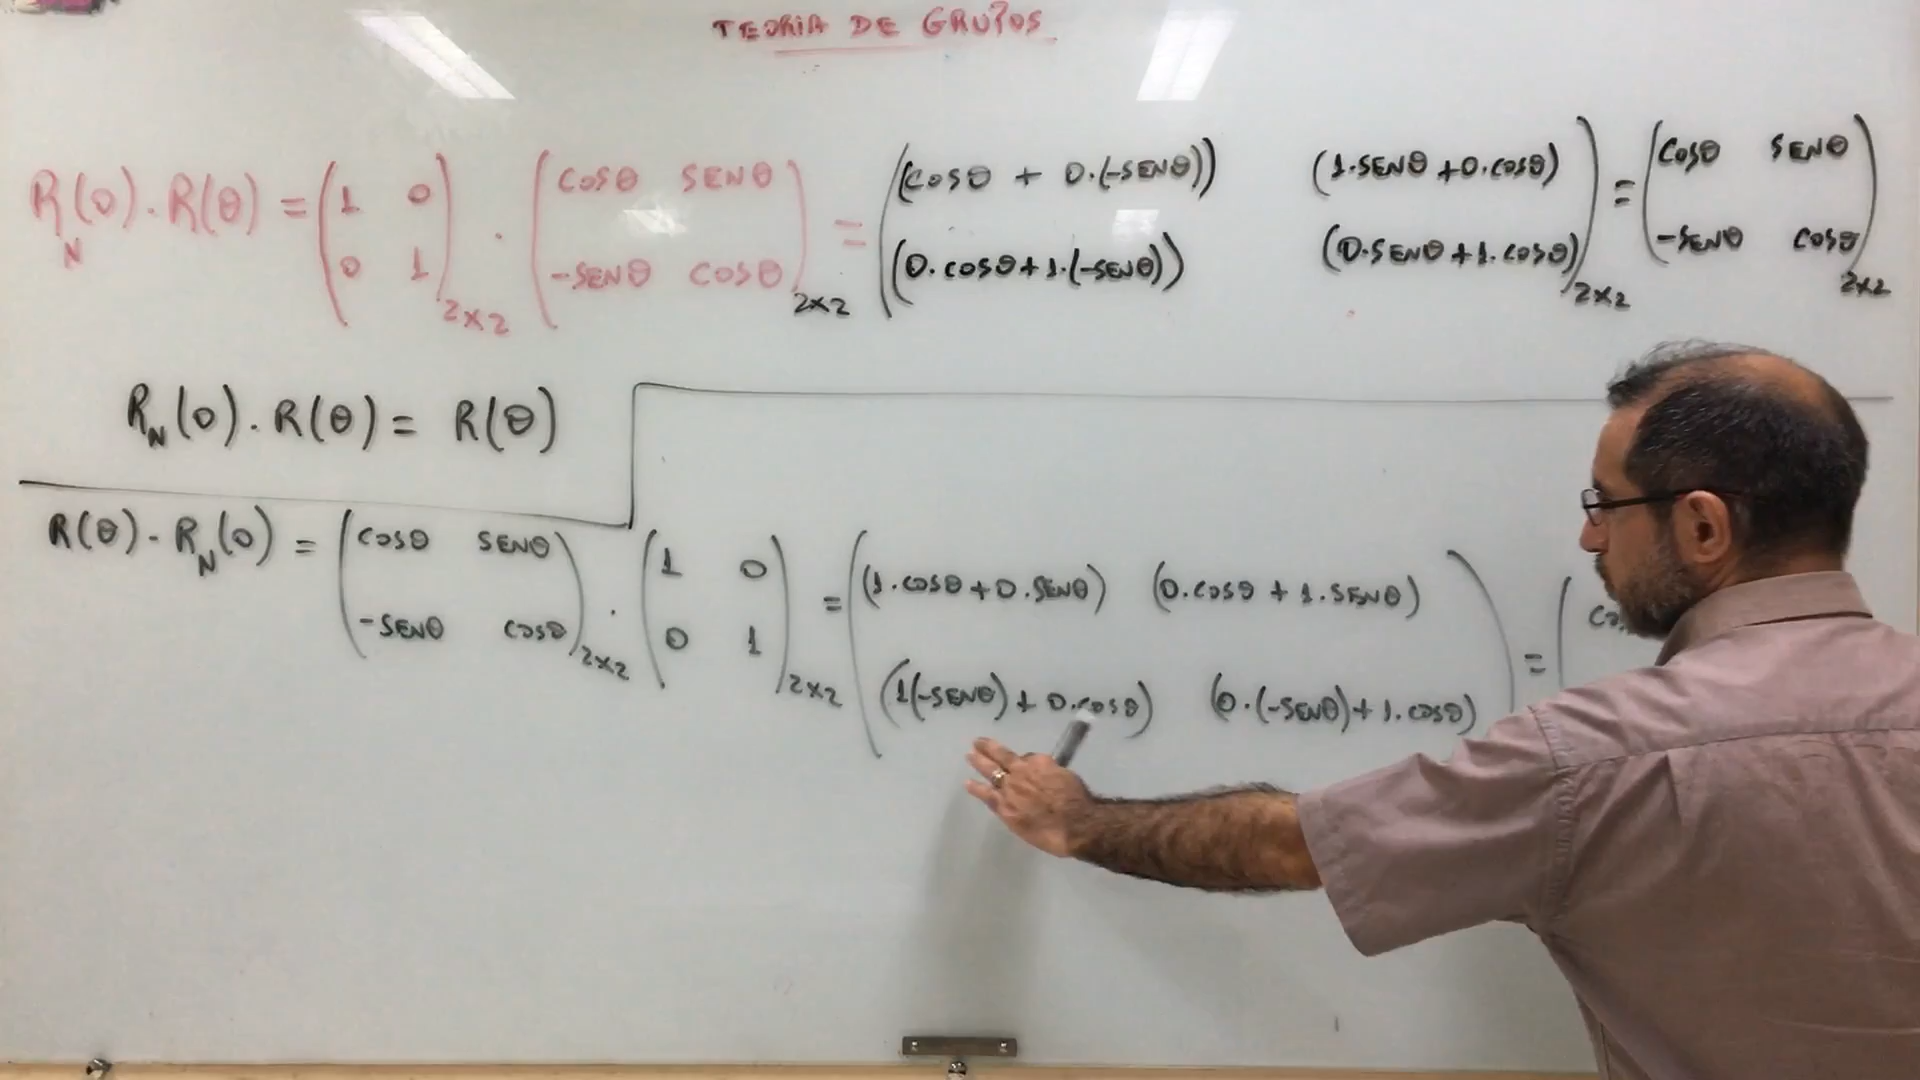 TEORIA DE GRUPOS
R_N(0).R(θ) = (1 0 0 1)2x2 . (COSθ SENθ -SENθ COSθ)2x2 = ((COSθ + 0.(-SENθ)) (1.SENθ+0.COSθ) (0.COSθ+1.(-SENθ)) (0.SENθ+1.COSθ))2x2 = (COSθ SENθ -SENθ COSθ)2x2
R_N(0).R(θ) = R(θ)
R(θ).R_N(0) = (COSθ SENθ -SENθ COSθ)2x2 . (1 0 0 1)2x2 = ((1.COSθ+0.SENθ) (0.COSθ+1.SENθ) (1(-SENθ)+0.COSθ) (0.(-SENθ)+1.COSθ)) = (